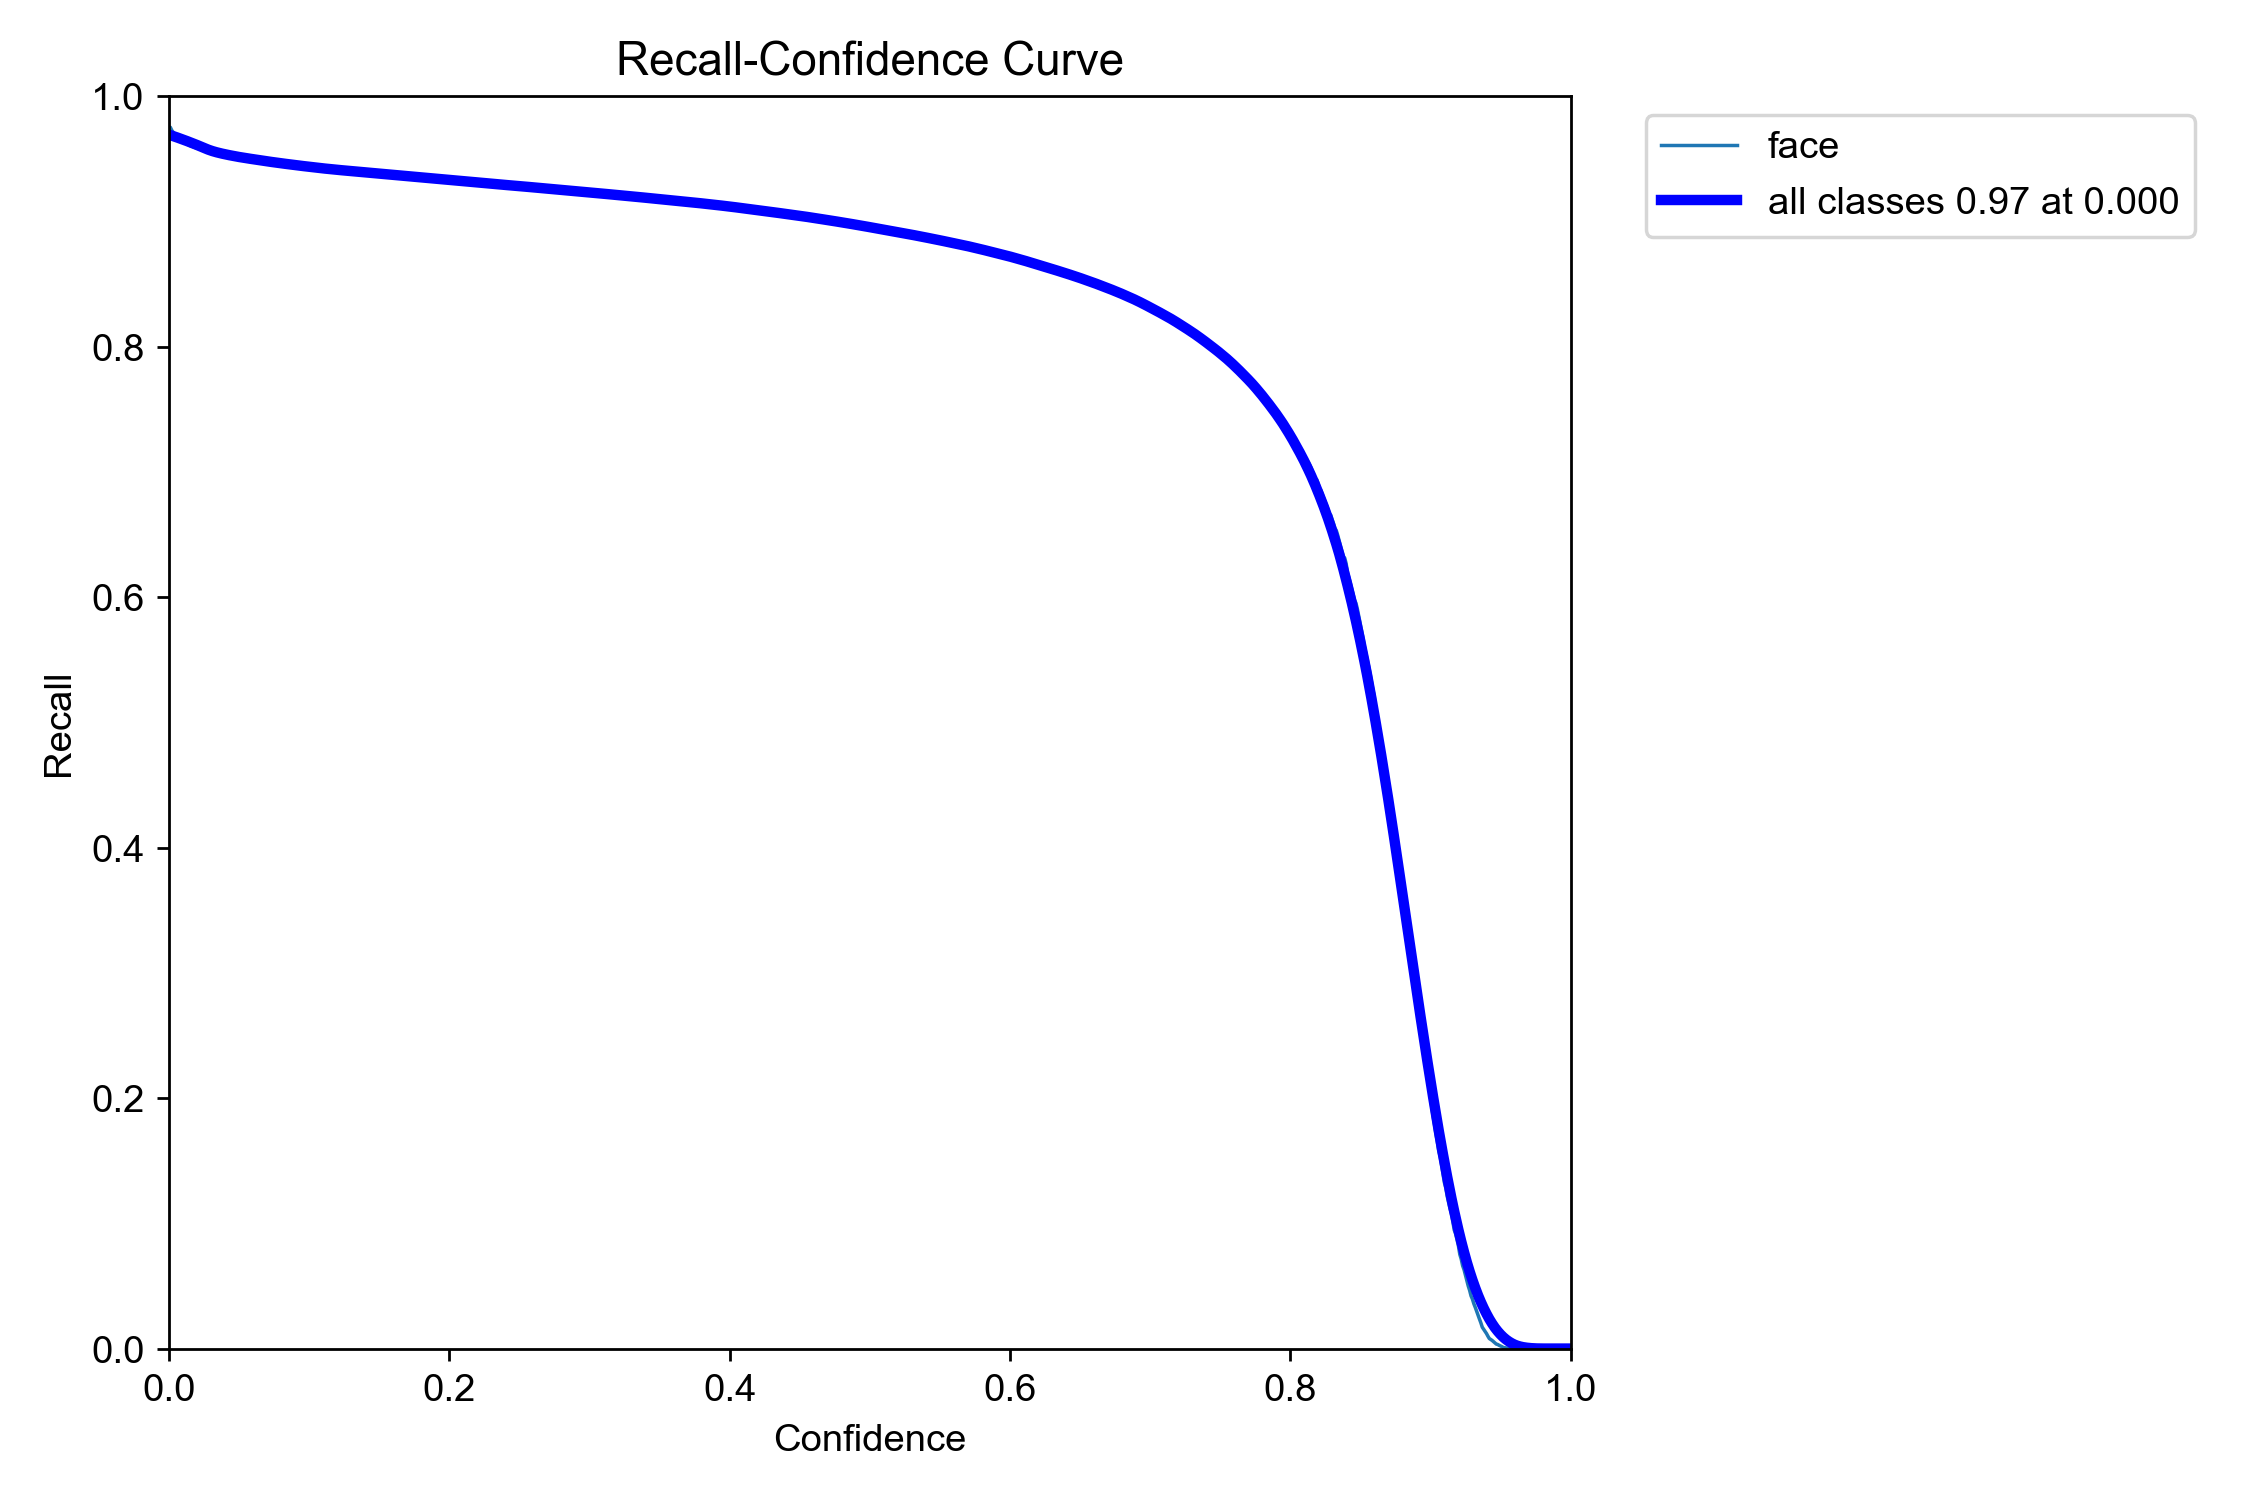 Recall-Confidence Curve
face
all classes 0.97 at 0.000
1.0
0.8
0.6
0.4
0.2
0.0
Recall
0.0 0.2 0.4 0.6 0.8 1.0
Confidence